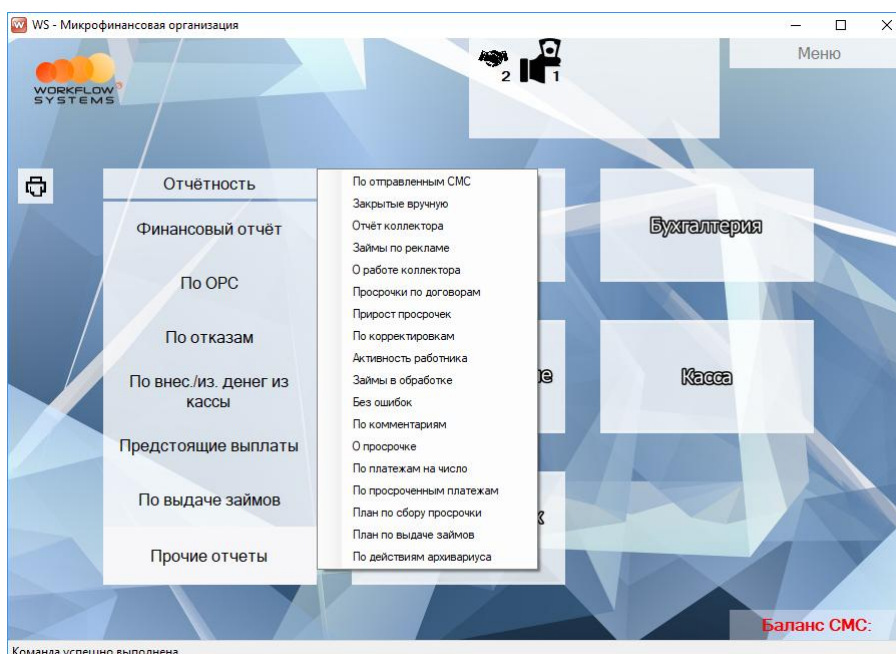 WS - Микрофинансовая организация
Меню
WORKFLOW
SYSTEMS
2
1
Отчётность
Финансовый отчёт
По ОРС
По отказам
По внес./из. денег из
кассы
Предстоящие выплаты
По выдаче займов
Прочие отчеты
По отправленным СМС
Закрытые вручную
Отчёт коллектора
Займы по рекламе
О работе коллектора
Просрочки по договорам
Прирост просрочек
По корректировкам
Активность работника
Займы в обработке
Без ошибок
По комментариям
О просрочке
По платежам на число
По просроченным платежам
План по сбору просрочки
План по выдаче займов
По действиям архивариуса
Бухгалтерия
Касса
Баланс СМС:
Команда успешно выполнена